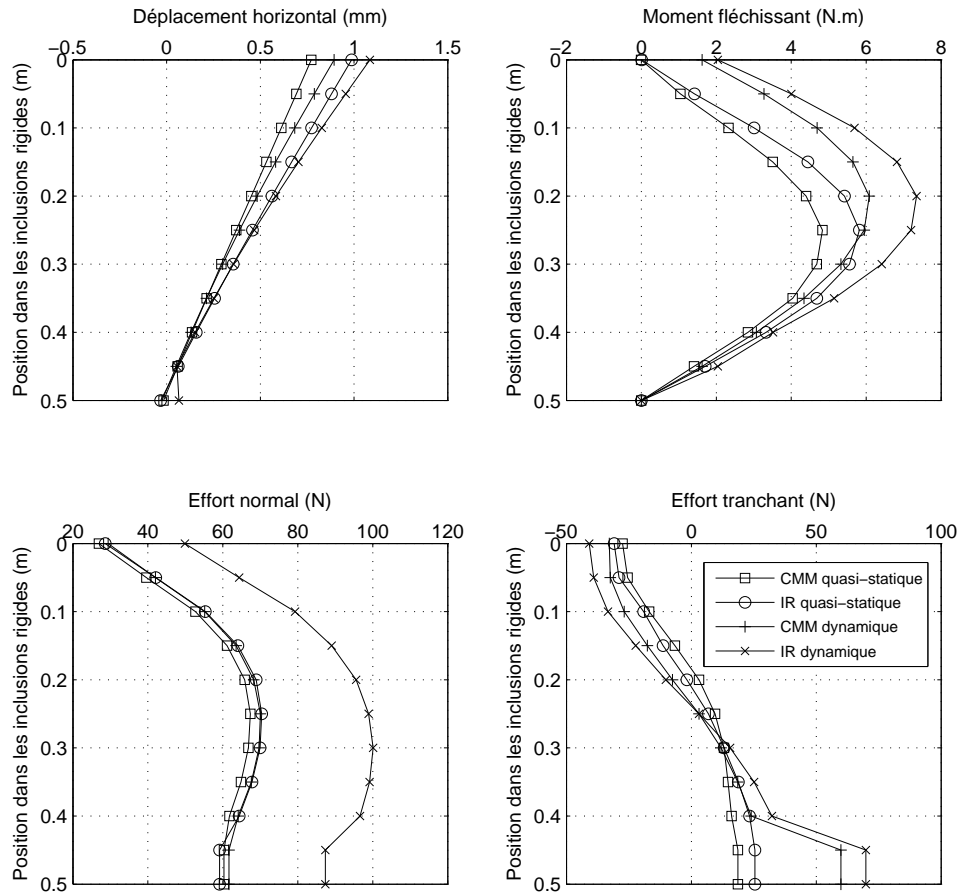 Déplacement horizontal (mm)
−0.5 0 0.5 1 1.5
Position dans les inclusions rigides (m)
0
0.1
0.2
0.3
0.4
0.5
Moment fléchissant (N.m)
−2 0 2 4 6 8
Position dans les inclusions rigides (m)
0
0.1
0.2
0.3
0.4
0.5
Effort normal (N)
20 40 60 80 100 120
Position dans les inclusions rigides (m)
0
0.1
0.2
0.3
0.4
0.5
Effort tranchant (N)
−50 0 50 100
Position dans les inclusions rigides (m)
0
0.1
0.2
0.3
0.4
0.5
CMM quasi−statique
IR quasi−statique
CMM dynamique
IR dynamique